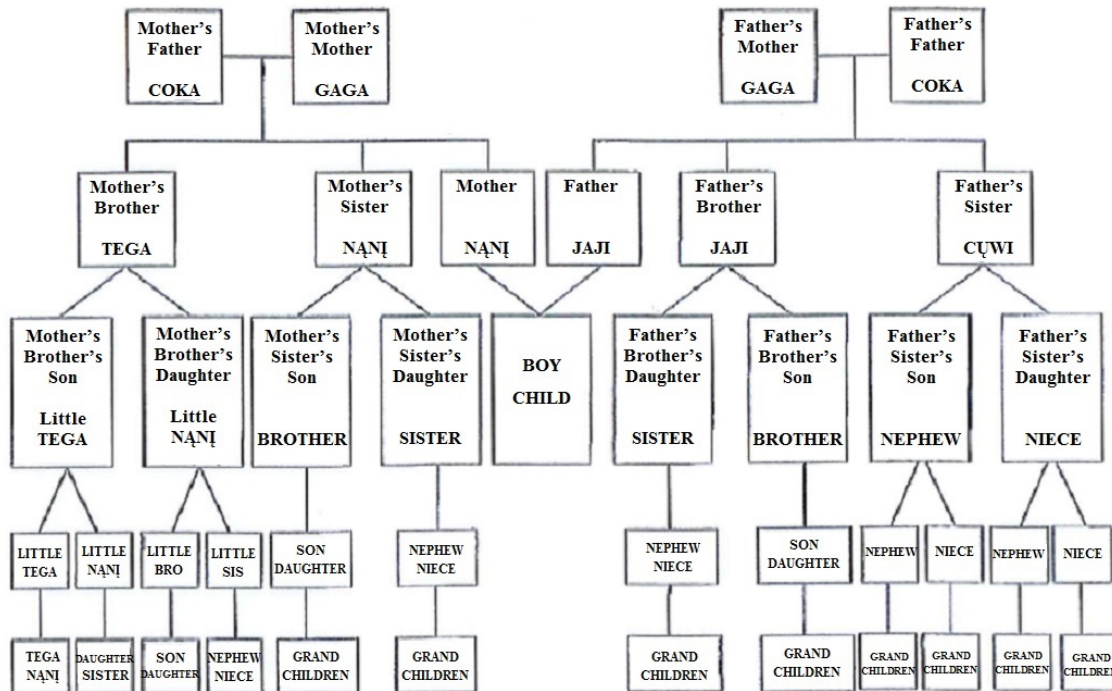 Mother's
Father
COKA
Mother's
Mother
GAGA
Father's
Mother
GAGA
Father's
Father
COKA
Mother's
Brother
TEGA
Mother's
Sister
NĄNĮ
Mother
NĄNĮ
Father
JAJI
Father's
Brother
JAJI
Father's
Sister
CŲWI
Mother's
Brother's
Son
Little
TEGA
Mother's
Brother's
Daughter
Little
NĄNĮ
Mother's
Sister's
Son
BROTHER
Mother's
Sister's
Daughter
SISTER
BOY
CHILD
Father's
Brother's
Daughter
SISTER
Father's
Brother's
Son
BROTHER
Father's
Sister's
Son
NEPHEW
Father's
Sister's
Daughter
NIECE
LITTLE
TEGA
LITTLE
NĄNĮ
LITTLE
BRO
LITTLE
SIS
SON
DAUGHTER
NEPHEW
NIECE
NEPHEW
NIECE
SON
DAUGHTER
NEPHEW
NIECE
NEPHEW
NIECE
TEGA
NĄNĮ
DAUGHTER
SISTER
SON
DAUGHTER
NEPHEW
NIECE
GRAND
CHILDREN
GRAND
CHILDREN
GRAND
CHILDREN
GRAND
CHILDREN
GRAND
CHILDREN
GRAND
CHILDREN
GRAND
CHILDREN
GRAND
CHILDREN